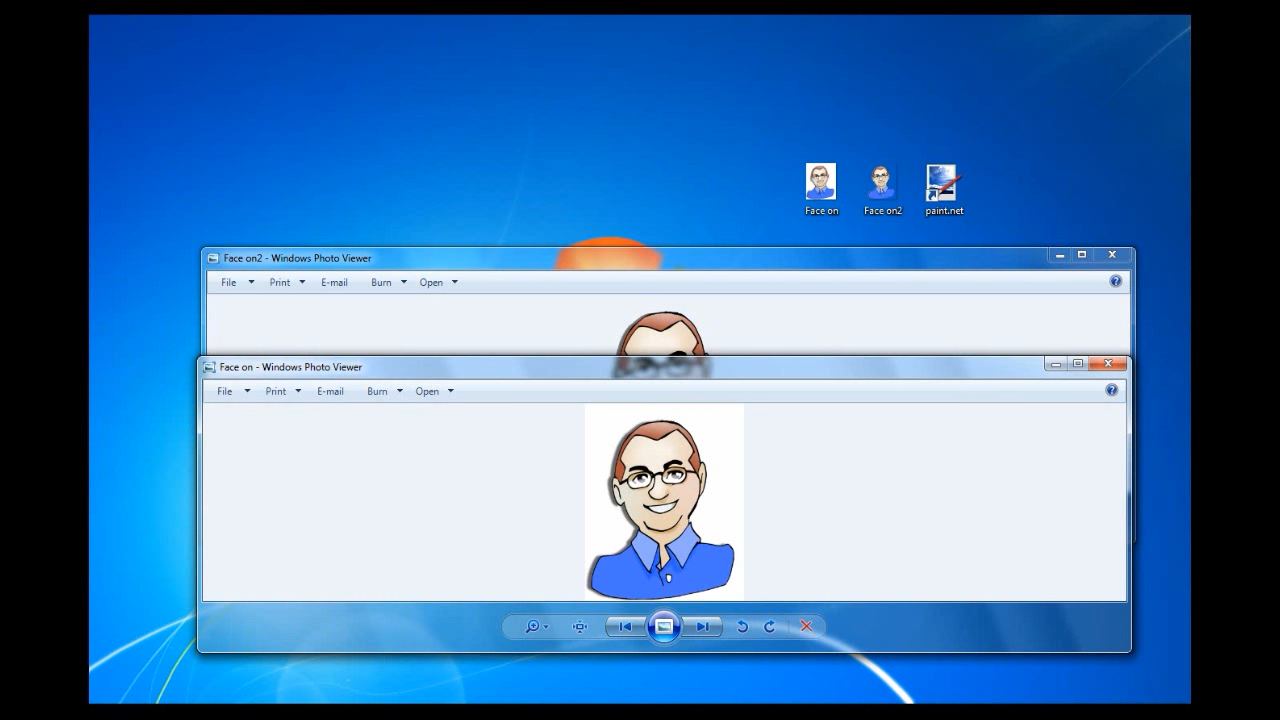 Face on
Face on2
paint.net
Face on2 - Windows Photo Viewer
File Print E-mail Burn Open
Face on - Windows Photo Viewer
File Print E-mail Burn Open